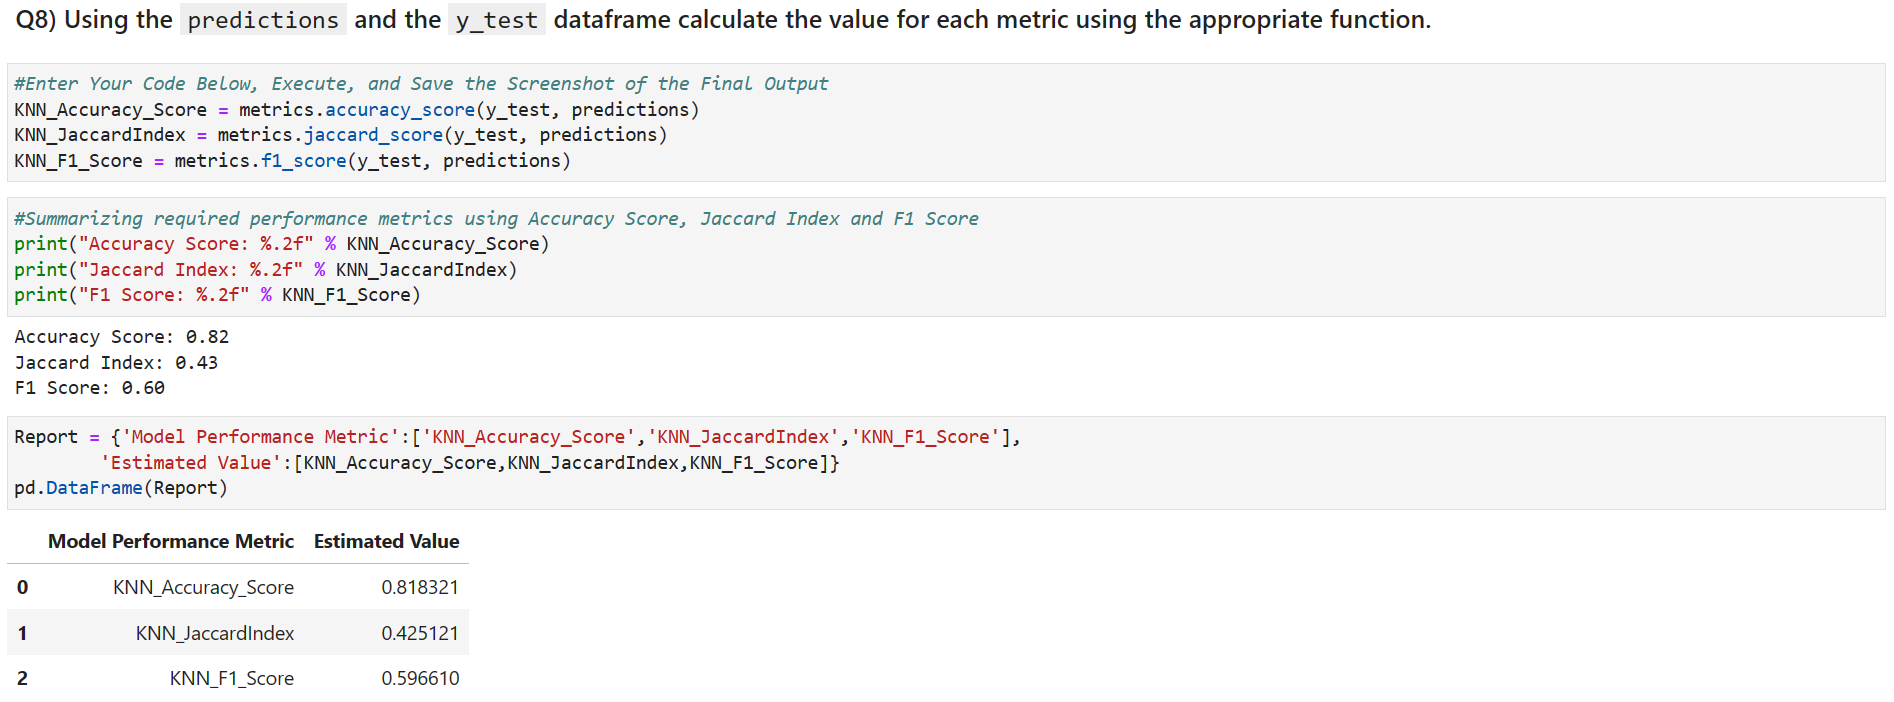 Q8) Using the predictions and the y_test dataframe calculate the value for each metric using the appropriate function.
#Enter Your Code Below, Execute, and Save the Screenshot of the Final Output
KNN_Accuracy_Score = metrics.accuracy_score(y_test, predictions)
KNN_JaccardIndex = metrics.jaccard_score(y_test, predictions)
KNN_F1_Score = metrics.f1_score(y_test, predictions)
#Summarizing required performance metrics using Accuracy Score, Jaccard Index and F1 Score
print("Accuracy Score: %.2f" % KNN_Accuracy_Score)
print("Jaccard Index: %.2f" % KNN_JaccardIndex)
print("F1 Score: %.2f" % KNN_F1_Score)
Accuracy Score: 0.82
Jaccard Index: 0.43
F1 Score: 0.60
Report = {'Model Performance Metric':['KNN_Accuracy_Score','KNN_JaccardIndex','KNN_F1_Score'],
        'Estimated Value':[KNN_Accuracy_Score,KNN_JaccardIndex,KNN_F1_Score]}
pd.DataFrame(Report)
Model Performance Metric Estimated Value
0 KNN_Accuracy_Score 0.818321
1 KNN_JaccardIndex 0.425121
2 KNN_F1_Score 0.596610